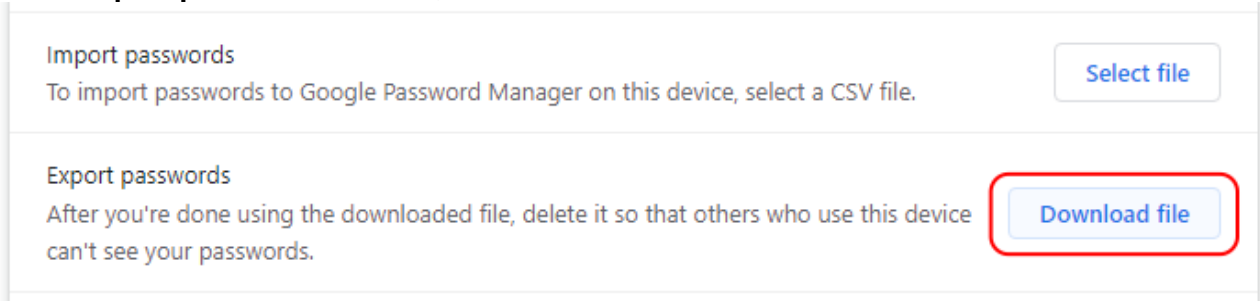 Import passwords
To import passwords to Google Password Manager on this device, select a CSV file.
Select file
Export passwords
After you're done using the downloaded file, delete it so that others who use this device
can't see your passwords.
Download file